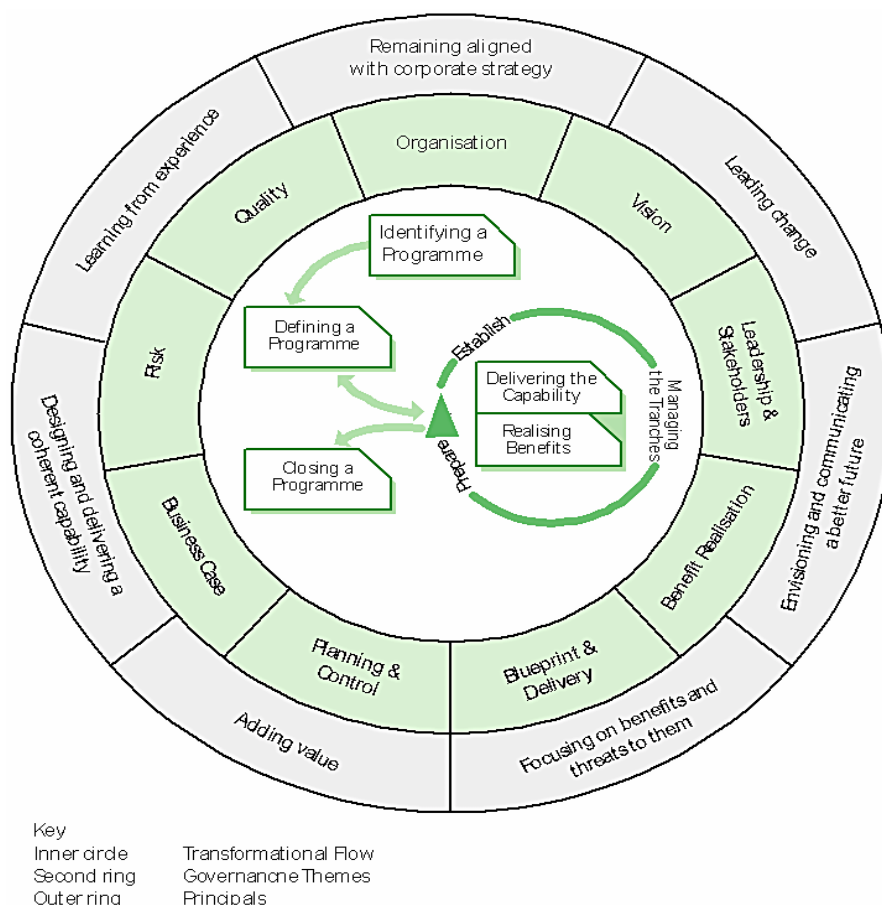 Remaining aligned
with corporate strategy
Leading change
Envisioning and communicating
a better future
Focusing on benefits and
threats to them
Adding value
Designing and delivering a
coherent capability
Learning from experience
Organisation
Vision
Leadership &
Stakeholders
Benefit Realisation
Blueprint &
Delivery
Planning &
Control
Business Case
Risk
Quality
Identifying a
Programme
Defining a
Programme
Closing a
Programme
Establish
Managing
the Tranches
Prepare
Delivering the
Capability
Realising
Benefits
Key
Inner circle Transformational Flow
Second ring Governancne Themes
Outer ring Principals